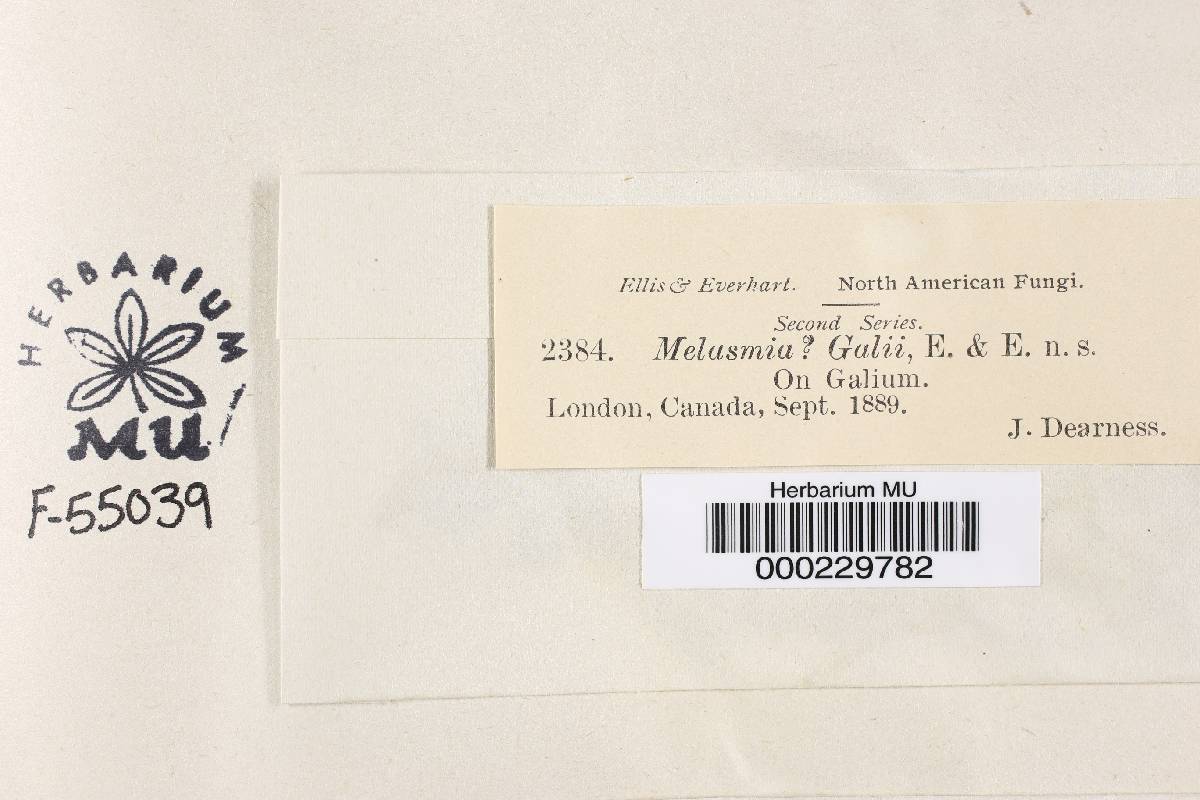 HERBARIUM
MU
F-55039
Ellis & Everhart. North American Fungi.
Second Series.
2384. Melasmia? Galii, E. & E. n. s.
On Galium.
London, Canada, Sept. 1889.
J. Dearness.
Herbarium MU
000229782